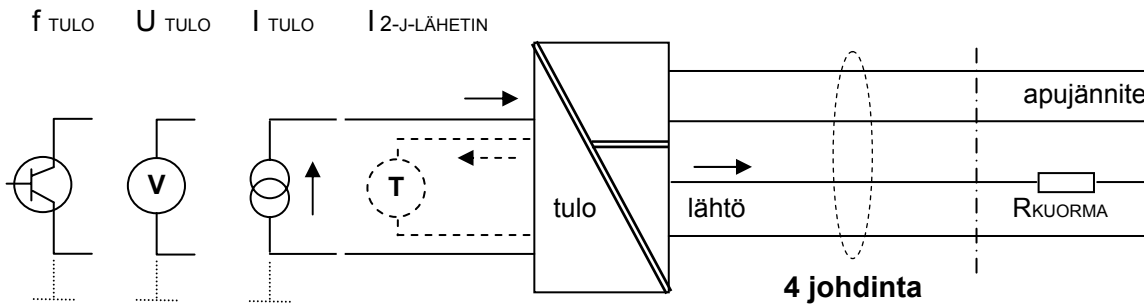 f TULO U TULO I TULO I 2-J-LÄHETIN
apujännite
V
T
tulo
lähtö
RKUORMA
4 johdinta